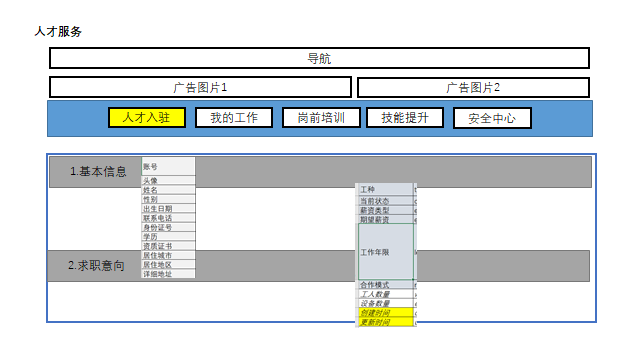 人才服务
导航
广告图片1
广告图片2
人才入驻
我的工作
岗前培训
技能提升
安全中心
1.基本信息
账号
头像
姓名
性别
出生日期
联系电话
身份证号
学历
资质证书
居住城市
居住地区
详细地址
2.求职意向
工种
当前状态
薪资类型
期望薪资
工作年限
合作模式
工人数量
设备数量
创建时间
更新时间